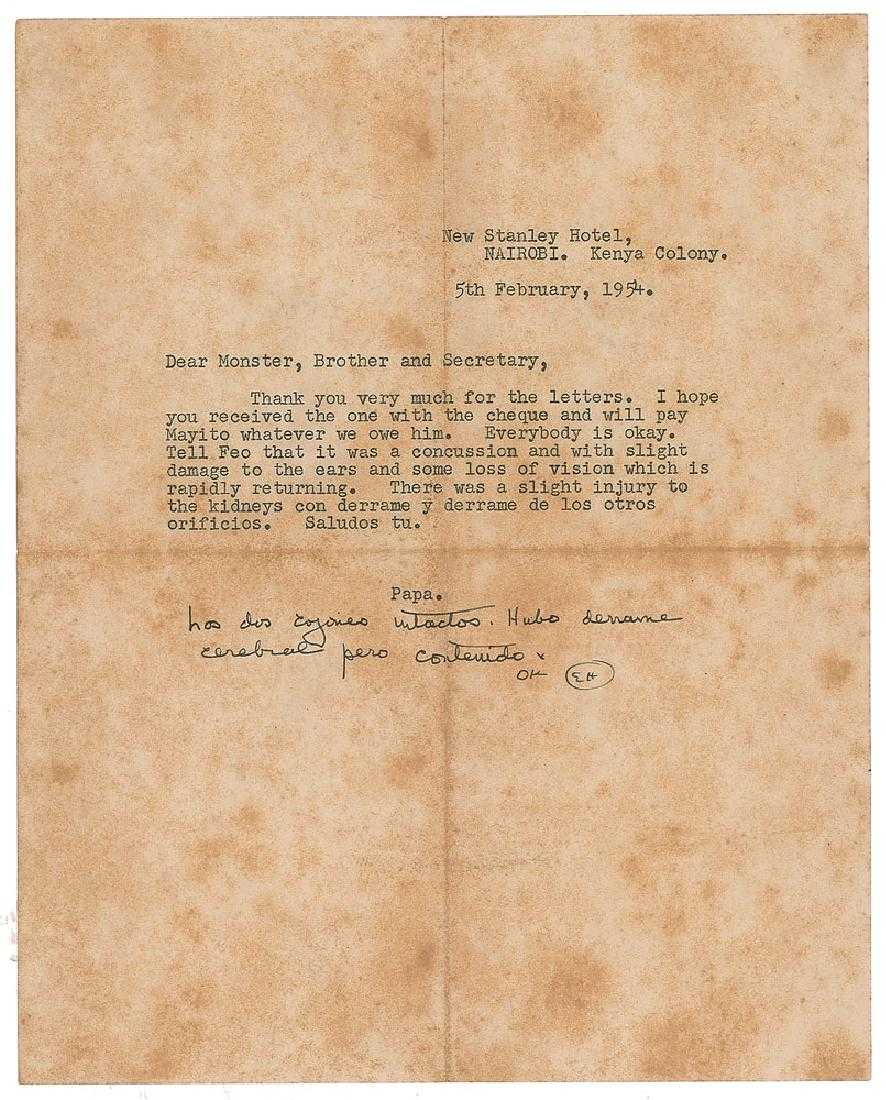 New Stanley Hotel,
NAIROBI. Kenya Colony.
5th February, 1954.
Dear Monster, Brother and Secretary,
Thank you very much for the letters. I hope
you received the one with the cheque and will pay
Mayito whatever we owe him. Everybody is okay.
Tell Feo that it was a concussion and with slight
damage to the ears and some loss of vision which is
rapidly returning. There was a slight injury to
the kidneys con derrame y derrame de los otros
orificios. Saludos tu.
Papa.
Los dos cojones intactos. Hubo derrame
cerebral pero contenido.
OK EH